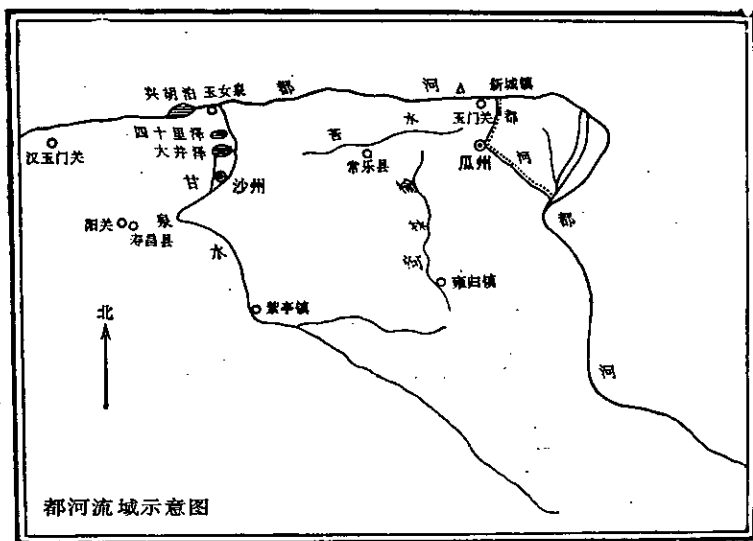 兴胡泊 玉女泉 都 河 新城镇
四十里泽 苦 水 玉门关 都
汉玉门关 大井泽 常乐县 瓜州 河
甘 沙州
阳关 寿昌县 泉 都
水
雍归镇
北 紫亭镇
河
都河流域示意图